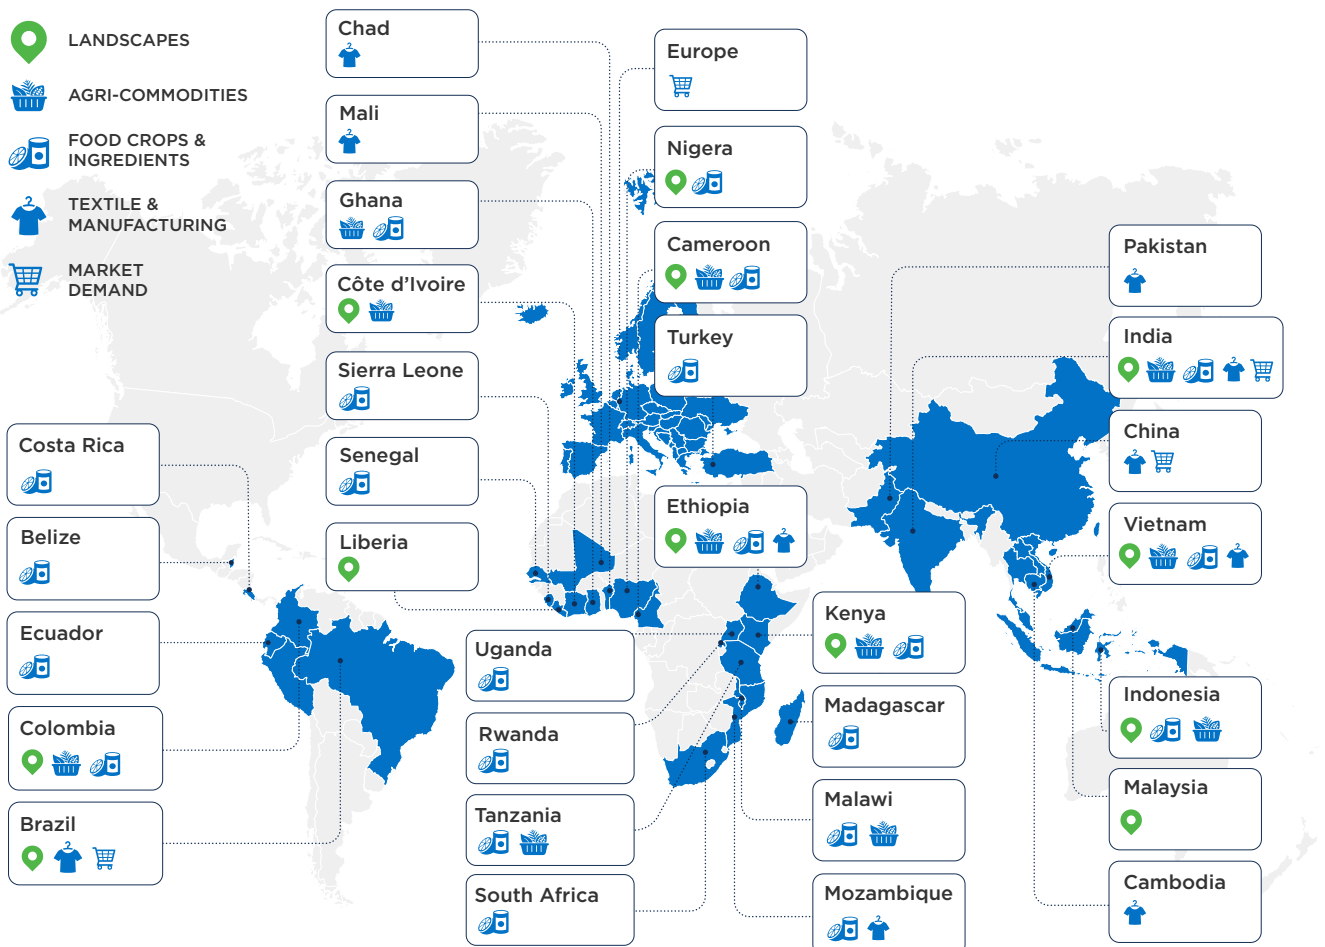 LANDSCAPES
AGRI-COMMODITIES
FOOD CROPS &
INGREDIENTS
TEXTILE &
MANUFACTURING
MARKET
DEMAND
Chad
Mali
Ghana
Côte d'Ivoire
Sierra Leone
Senegal
Liberia
Europe
Nigera
Cameroon
Turkey
Ethiopia
Pakistan
India
China
Vietnam
Costa Rica
Belize
Ecuador
Colombia
Brazil
Uganda
Rwanda
Tanzania
South Africa
Kenya
Madagascar
Malawi
Mozambique
Indonesia
Malaysia
Cambodia